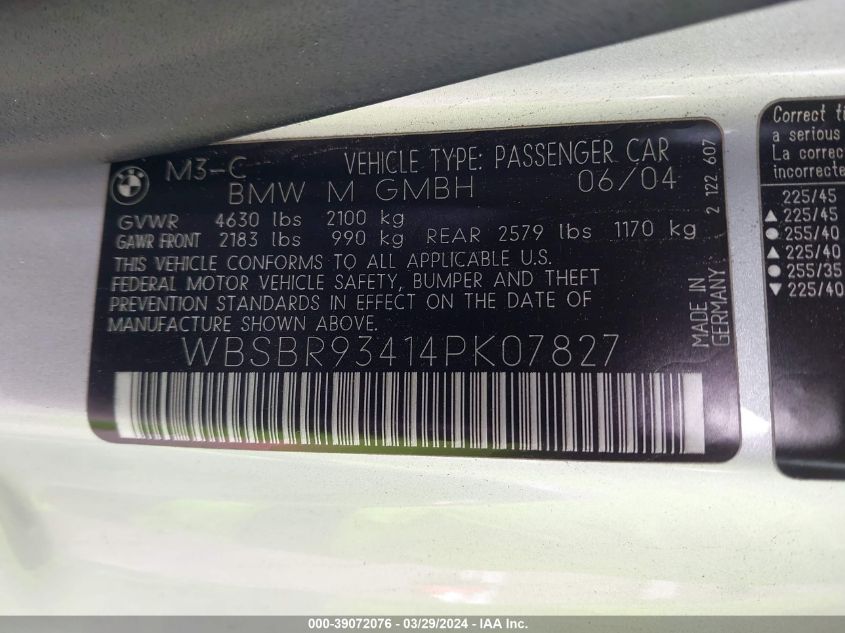 BMW
M3-C VEHICLE TYPE: PASSENGER CAR
BMW M GMBH 06/04
GVWR 4630 lbs 2100 kg
GAWR FRONT 2183 lbs 990 kg REAR 2579 lbs 1170 kg
THIS VEHICLE CONFORMS TO ALL APPLICABLE U.S.
FEDERAL MOTOR VEHICLE SAFETY, BUMPER AND THEFT
PREVENTION STANDARDS IN EFFECT ON THE DATE OF
MANUFACTURE SHOWN ABOVE.
WBSBR93414PK07827
2 122 607
MADE IN
GERMANY
Correct ti
a serious
La correc
incorrecte
225/45
▲ 225/45
● 255/40
▲ 225/40
● 255/35
▼ 225/40
000-39072076 - 03/29/2024 - IAA Inc.